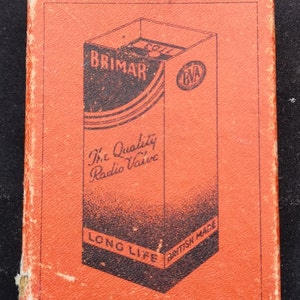 BRIMAR
BVA
The Quality
Radio Valve
LONG LIFE
BRITISH MADE